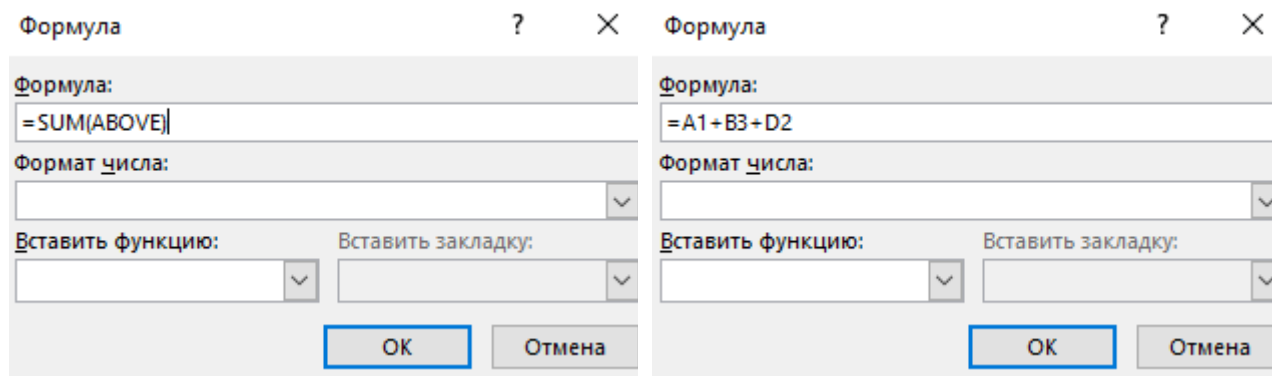 Формула ? ×
Формула:
=SUM(ABOVE)
Формат числа:
Вставить функцию: Вставить закладку:
ОК Отмена
Формула ? ×
Формула:
=A1+B3+D2
Формат числа:
Вставить функцию: Вставить закладку:
ОК Отмена